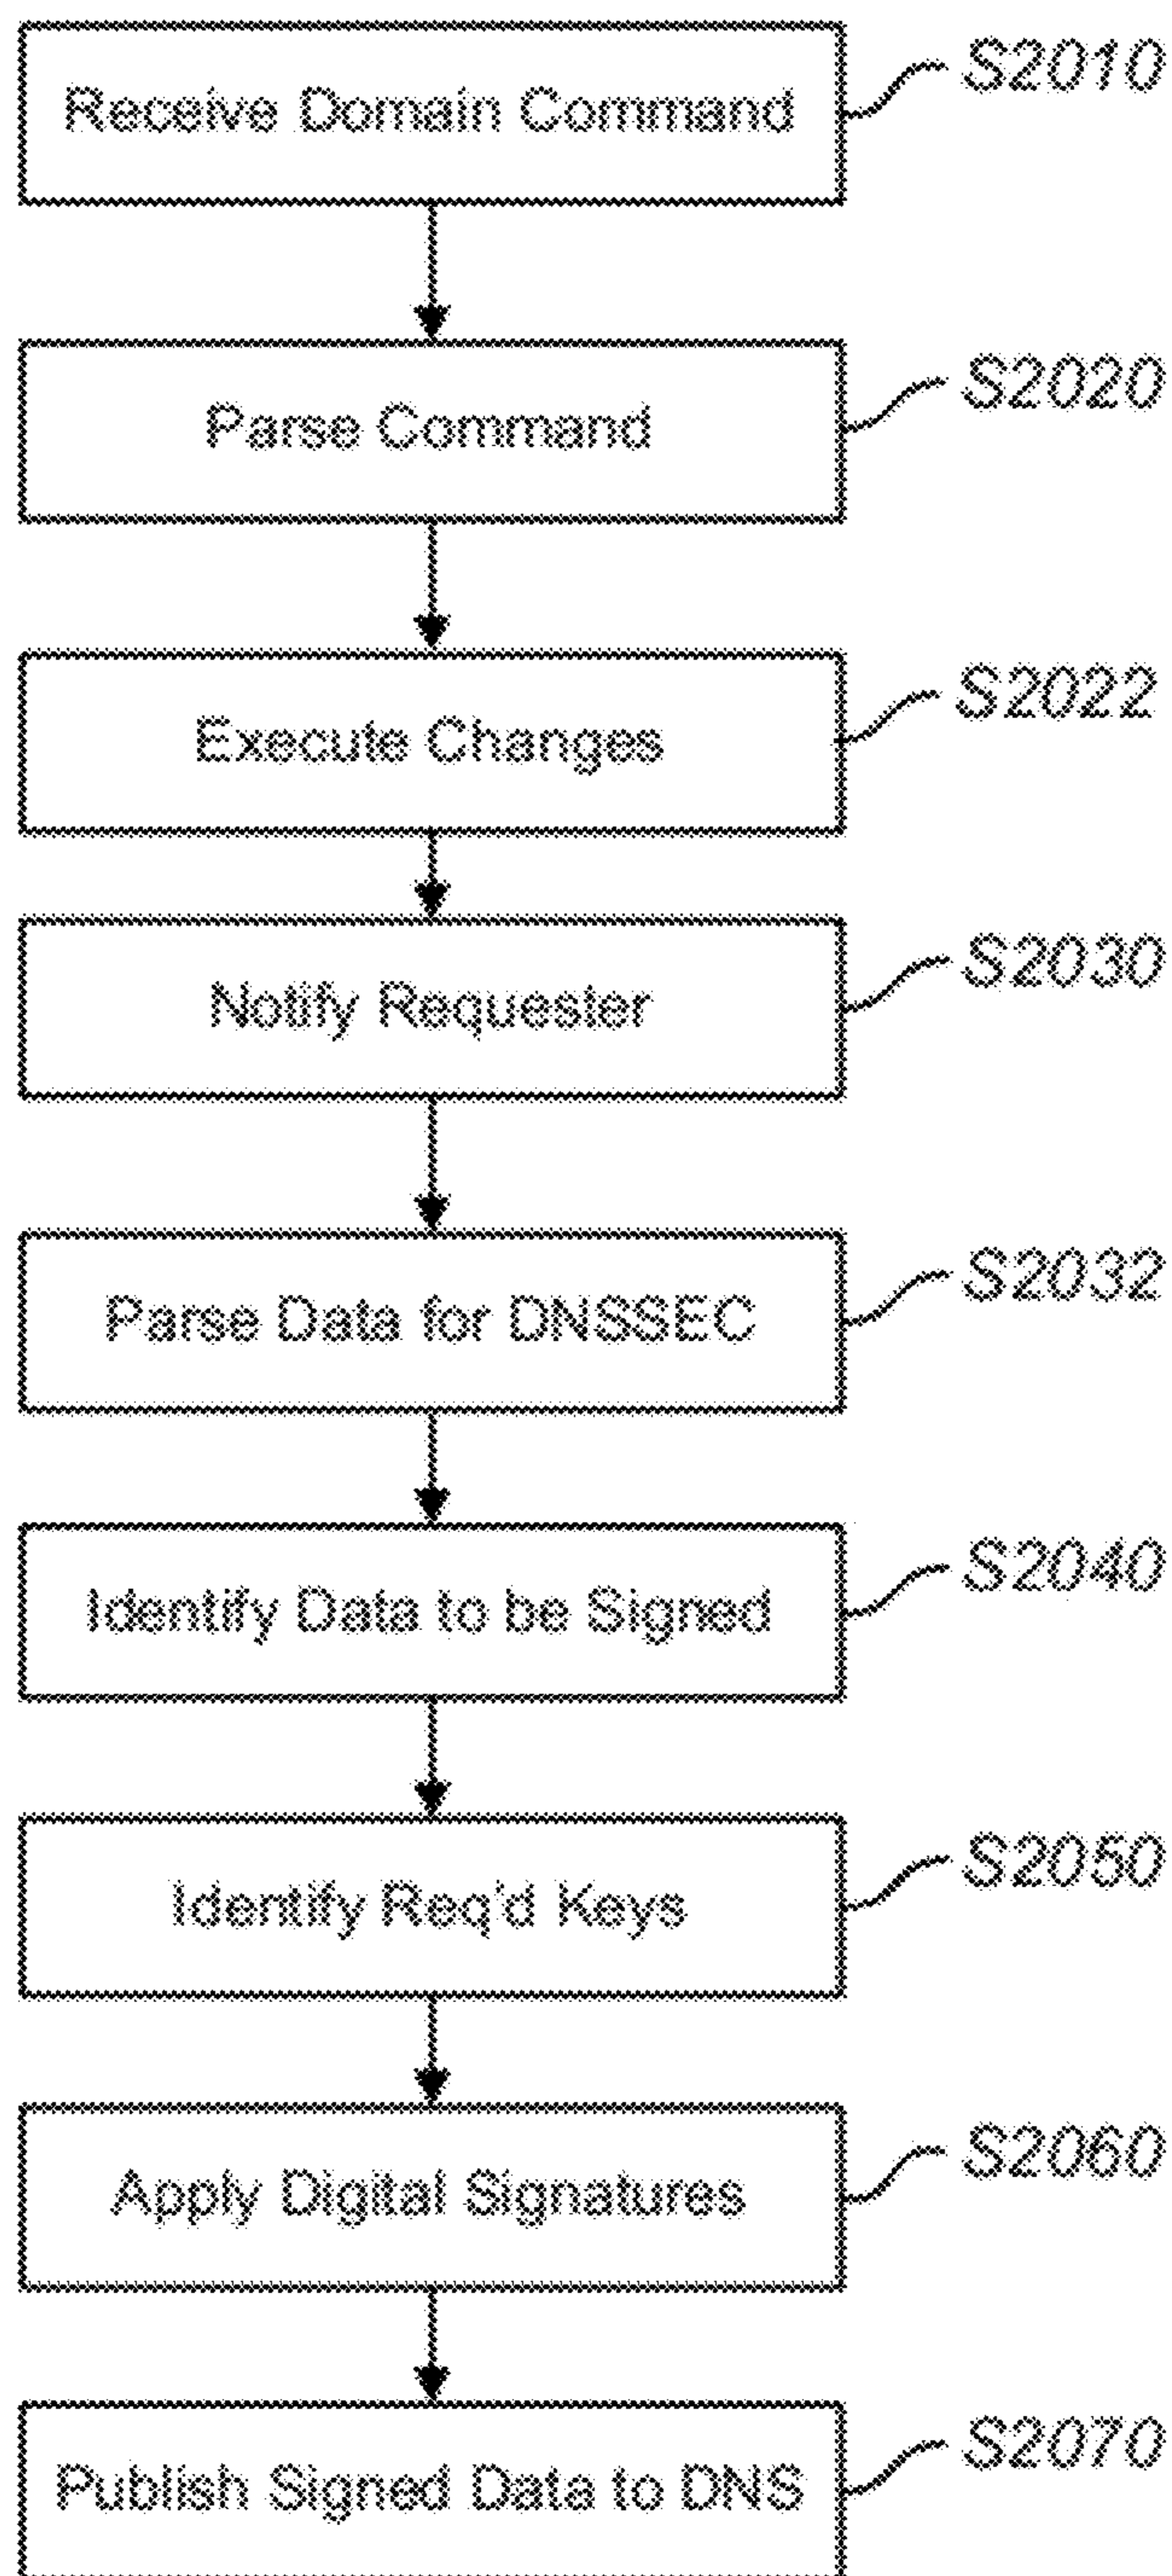 Receive Domain Command
S2010
Parse Command
S2020
Execute Changes
S2022
Notify Requester
S2030
Parse Data for DNSSEC
S2032
Identify Data to be Signed
S2040
Identify Req'd Keys
S2050
Apply Digital Signatures
S2060
Publish Signed Data to DNS
S2070